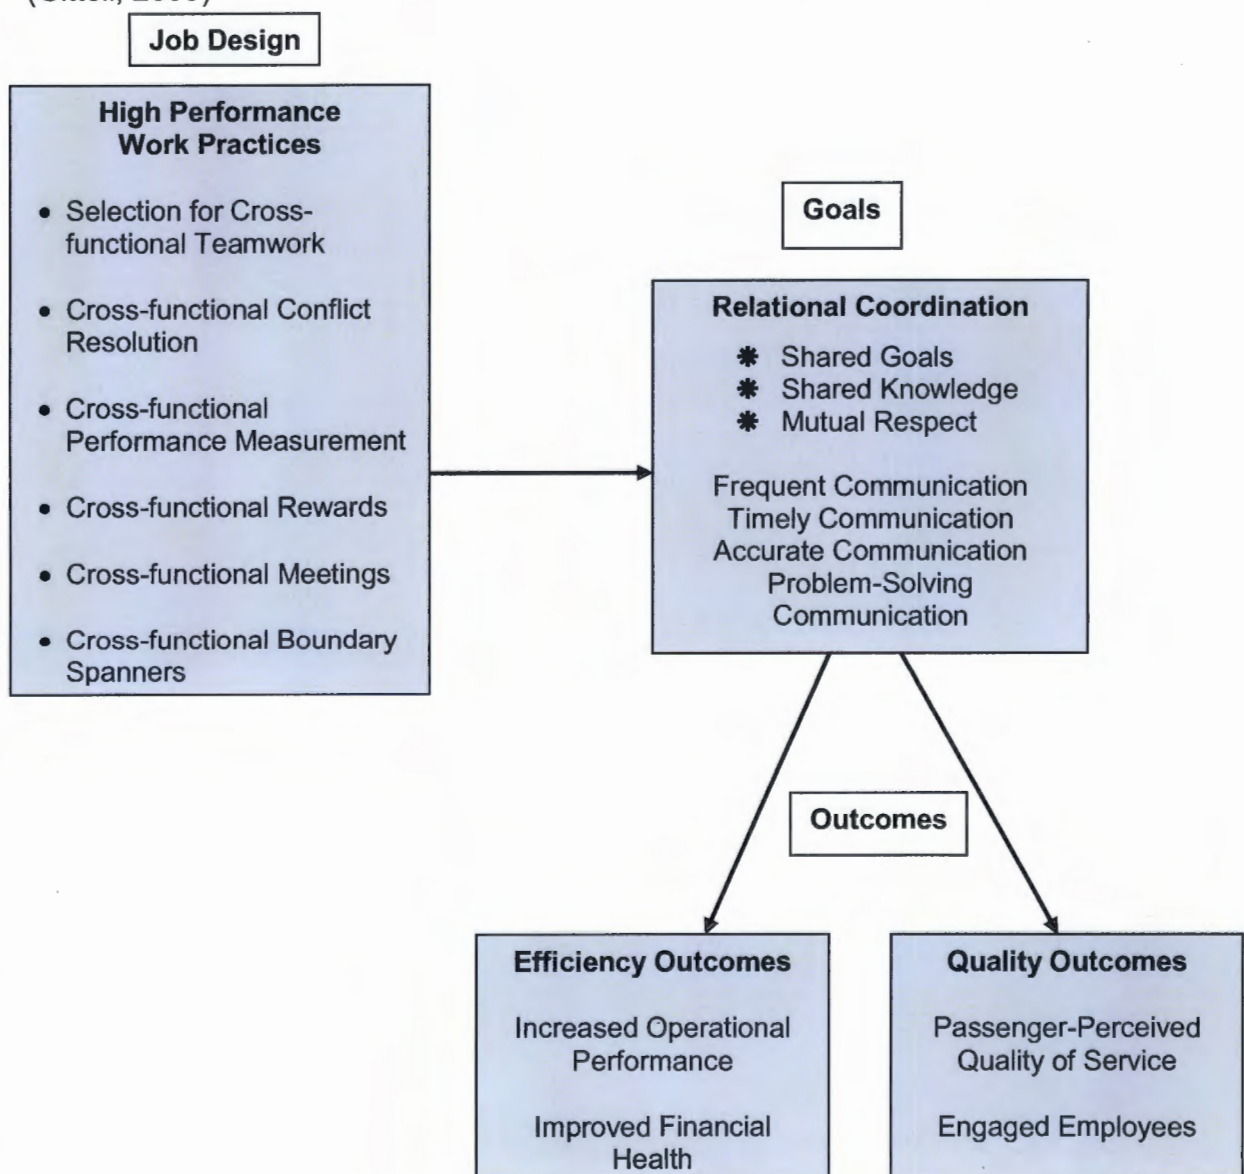 Job Design
High Performance
Work Practices
• Selection for Cross-
functional Teamwork
• Cross-functional Conflict
Resolution
• Cross-functional
Performance Measurement
• Cross-functional Rewards
• Cross-functional Meetings
• Cross-functional Boundary
Spanners
Goals
Relational Coordination
✱ Shared Goals
✱ Shared Knowledge
✱ Mutual Respect
Frequent Communication
Timely Communication
Accurate Communication
Problem-Solving
Communication
Outcomes
Efficiency Outcomes
Increased Operational
Performance
Improved Financial
Health
Quality Outcomes
Passenger-Perceived
Quality of Service
Engaged Employees